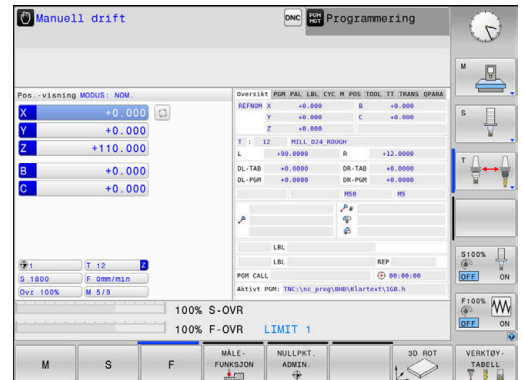 Manuell drift
DNC
PGM MGT
Programmering
Pos.-visning MODUS: NOM.
X +0.000
Y +0.000
Z +110.000
B +0.000
C +0.000
1
T 12 Z
S 1800 F 0mm/min
Ovr 100% M 5/9
Oversikt PGM PAL LBL CYC M POS TOOL TT TRANS QPARA
REFNOM X +0.000 B +0.000
Y +0.000 C +0.000
Z +0.000
T : 12 MILL_D24_ROUGH
L +90.0000 R +12.0000
DL-TAB +0.0000 DR-TAB +0.0000
DL-PGM +0.0000 DR-PGM +0.0000
M50 M5
LBL
LBL REP
PGM CALL 00:00:00
Aktivt PGM: TNC:\nc_prog\BHB\Klartext\1GB.h
100% S-OVR
100% F-OVR LIMIT 1
M
S
T
S100%
OFF ON
F100%
OFF ON
M
S
F
MÅLE-
FUNKSJON
NULLPKT.
ADMIN.
3D ROT
VERKTØY-
TABELL